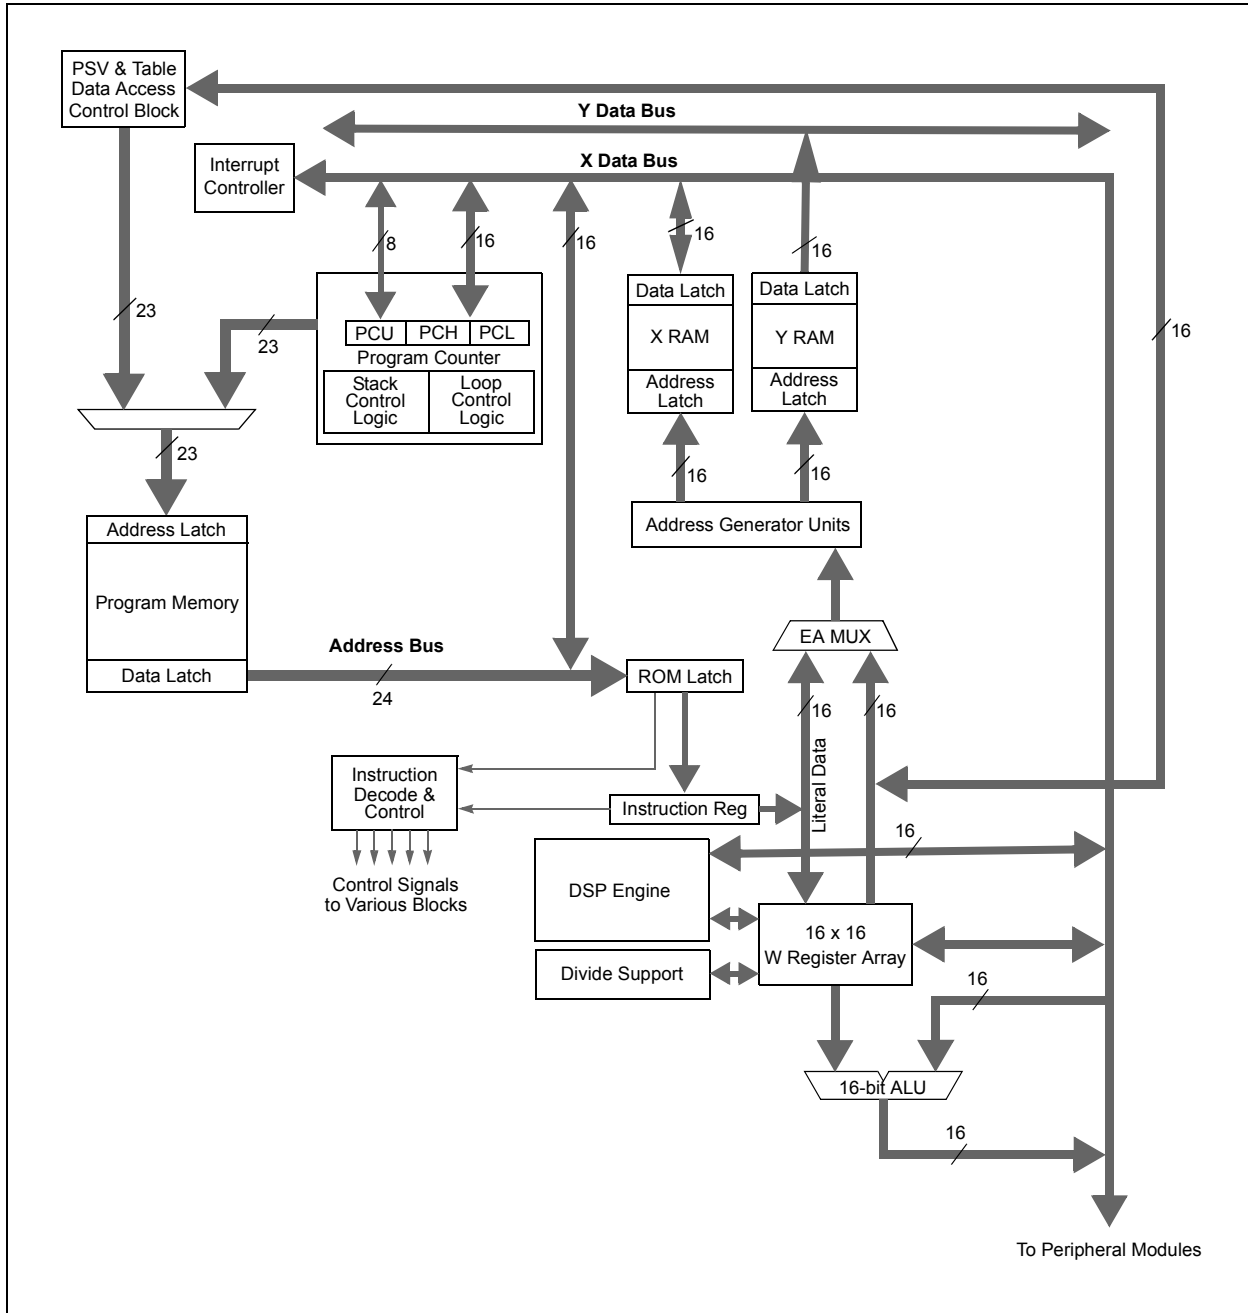 PSV & Table
Data Access
Control Block
Y Data Bus
Interrupt
Controller
X Data Bus
8
16
16
16
16
23
23
16
PCU
PCH
PCL
Program Counter
Stack
Control
Logic
Loop
Control
Logic
Data Latch
X RAM
Address
Latch
Data Latch
Y RAM
Address
Latch
23
16
16
Address Latch
Program Memory
Data Latch
Address Generator Units
EA MUX
Address Bus
24
ROM Latch
16
16
Literal Data
Instruction
Decode &
Control
Instruction Reg
Control Signals
to Various Blocks
16
DSP Engine
16 x 16
W Register Array
Divide Support
16
16-bit ALU
16
To Peripheral Modules